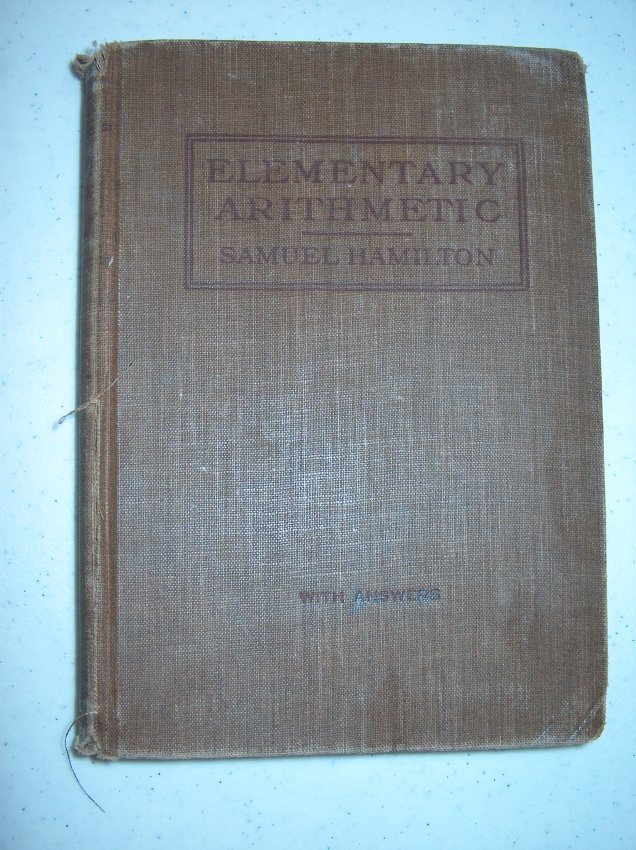 ELEMENTARY
ARITHMETIC
SAMUEL HAMILTON
WITH ANSWERS